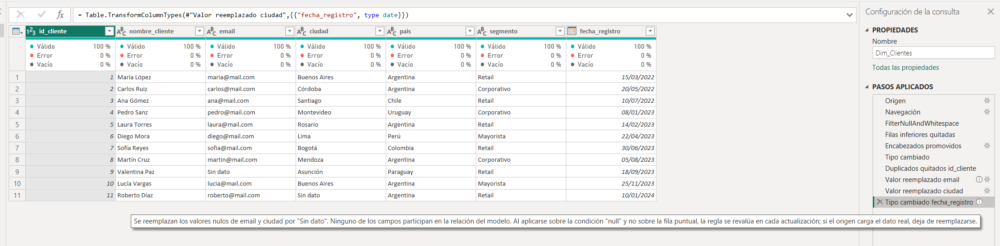 = Table.TransformColumnTypes(#"Valor reemplazado ciudad",{{"fecha_registro", type date}})
Configuración de la consulta
id_cliente nombre_cliente email ciudad pais segmento fecha_registro
Válido 100 % Válido 100 % Válido 100 % Válido 100 % Válido 100 % Válido 100 % Válido 100 %
Error 0 % Error 0 % Error 0 % Error 0 % Error 0 % Error 0 % Error 0 %
Vacío 0 % Vacío 0 % Vacío 0 % Vacío 0 % Vacío 0 % Vacío 0 % Vacío 0 %
1 1 María López maria@mail.com Buenos Aires Argentina Retail 15/03/2022
2 2 Carlos Ruiz carlos@mail.com Córdoba Argentina Corporativo 20/05/2022
3 3 Ana Gómez ana@mail.com Santiago Chile Retail 10/07/2022
4 4 Pedro Sanz pedro@mail.com Montevideo Uruguay Corporativo 08/01/2023
5 5 Laura Torres laura@mail.com Rosario Argentina Retail 14/02/2023
6 6 Diego Mora diego@mail.com Lima Perú Mayorista 22/04/2023
7 7 Sofía Reyes sofia@mail.com Bogotá Colombia Retail 30/06/2023
8 8 Martín Cruz martin@mail.com Mendoza Argentina Corporativo 05/08/2023
9 9 Valentina Paz Sin dato Asunción Paraguay Retail 18/09/2023
10 10 Lucía Vargas lucia@mail.com Buenos Aires Argentina Mayorista 25/11/2023
11 11 Roberto Díaz roberto@mail.com Sin dato Argentina Retail 10/01/2024
Se reemplazan los valores nulos de email y ciudad por "Sin dato". Ninguno de los campos participan en la relación del modelo. Al aplicarse sobre la condición "null" y no sobre la fila puntual, la regla se revalúa en cada actualización; si el origen carga el dato real, deja de reemplazarse.
PROPIEDADES
Nombre
Dim_Clientes
Todas las propiedades
PASOS APLICADOS
Origen
Navegación
FilterNullAndWhitespace
Filas inferiores quitadas
Encabezados promovidos
Tipo cambiado
Duplicados quitados id_cliente
Valor reemplazado email
Valor reemplazado ciudad
Tipo cambiado fecha_registro